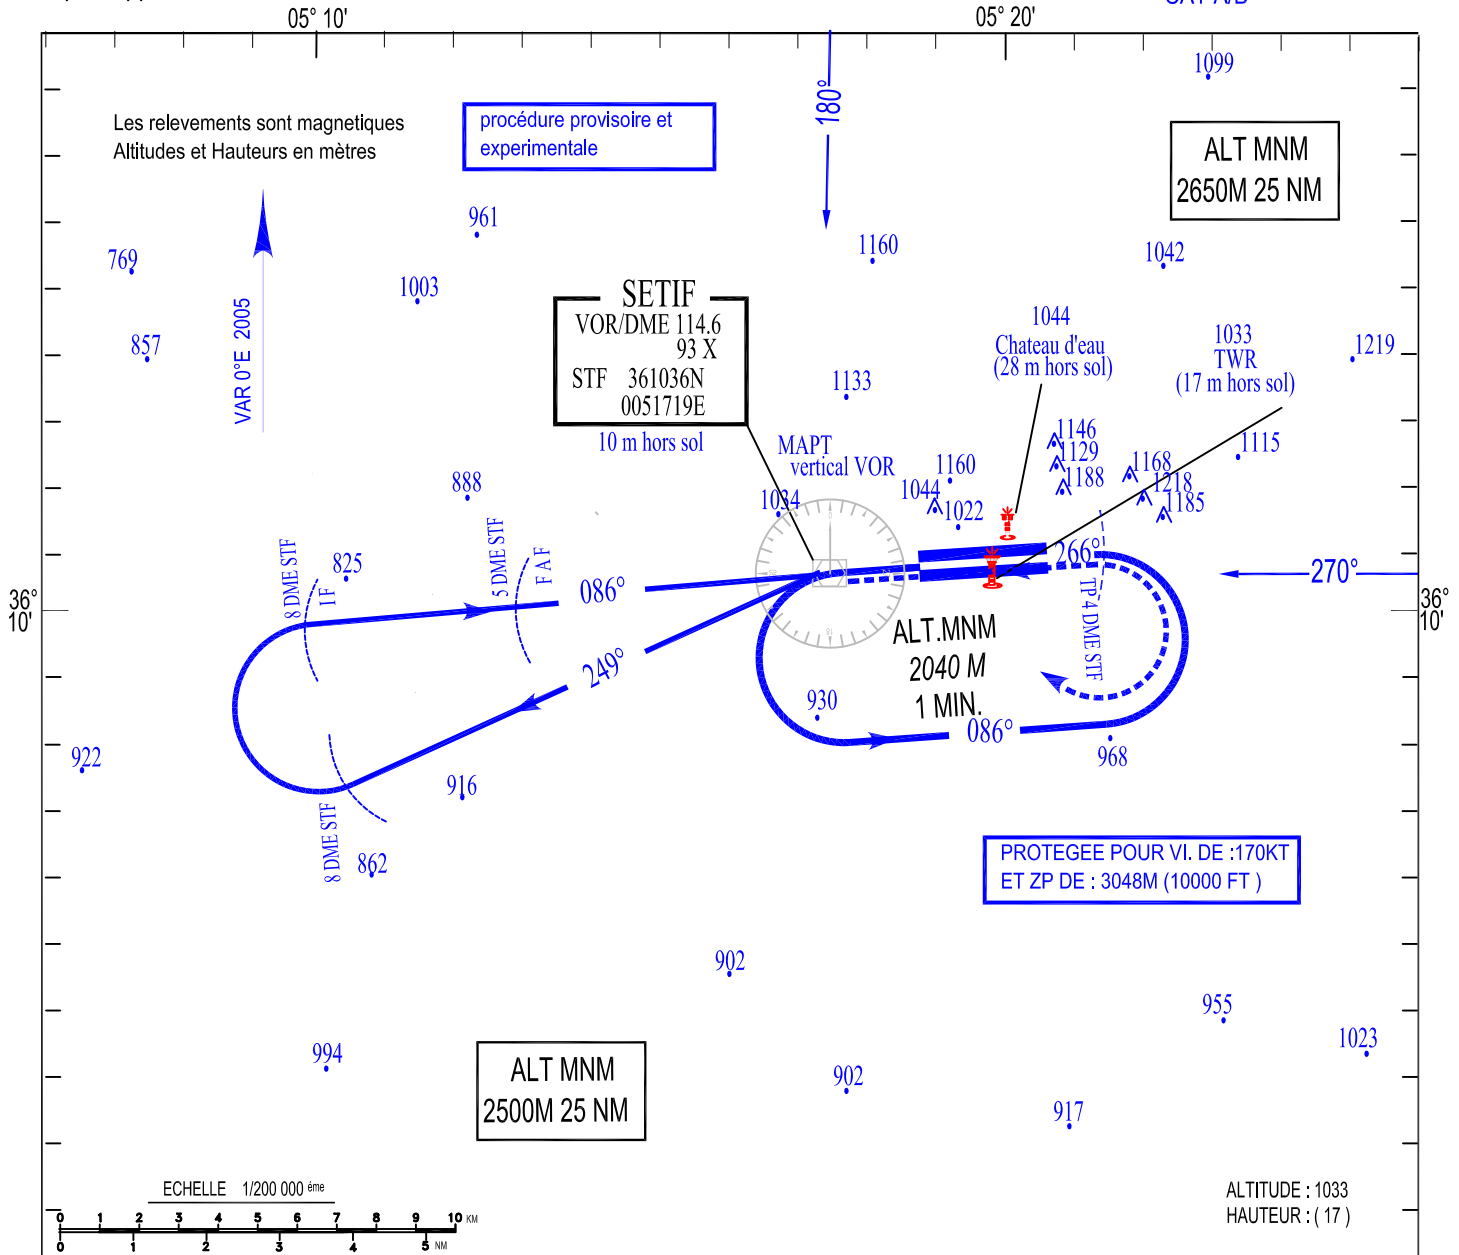 05° 10'
05° 20'
1099
Les relevements sont magnetiques
Altitudes et Hauteurs en mètres
procédure provisoire et
experimentale
180°
ALT MNM
2650M 25 NM
961
769
1003
1160
1042
857
VAR 0°E 2005
SETIF
VOR/DME 114.6
93 X
STF 361036N
0051719E
10 m hors sol
1044
Chateau d'eau
(28 m hors sol)
1033
TWR
(17 m hors sol)
1219
1133
MAPT
vertical VOR
1146
1129
1188
1115
1168
1218
1185
888
1034
1160
1044
1022
8 DME STF
I F
825
5 DME STF
F A F
086°
266°
270°
36°
10'
36°
10'
249°
TP 4 DME STF
ALT.MNM
2040 M
1 MIN.
930
086°
968
922
916
8 DME STF
862
PROTEGEE POUR VI. DE :170KT
ET ZP DE : 3048M (10000 FT )
902
955
1023
994
ALT MNM
2500M 25 NM
902
917
ECHELLE 1/200 000 éme
0 1 2 3 4 5 6 7 8 9 10 KM
0 1 2 3 4 5 NM
ALTITUDE : 1033
HAUTEUR : ( 17 )